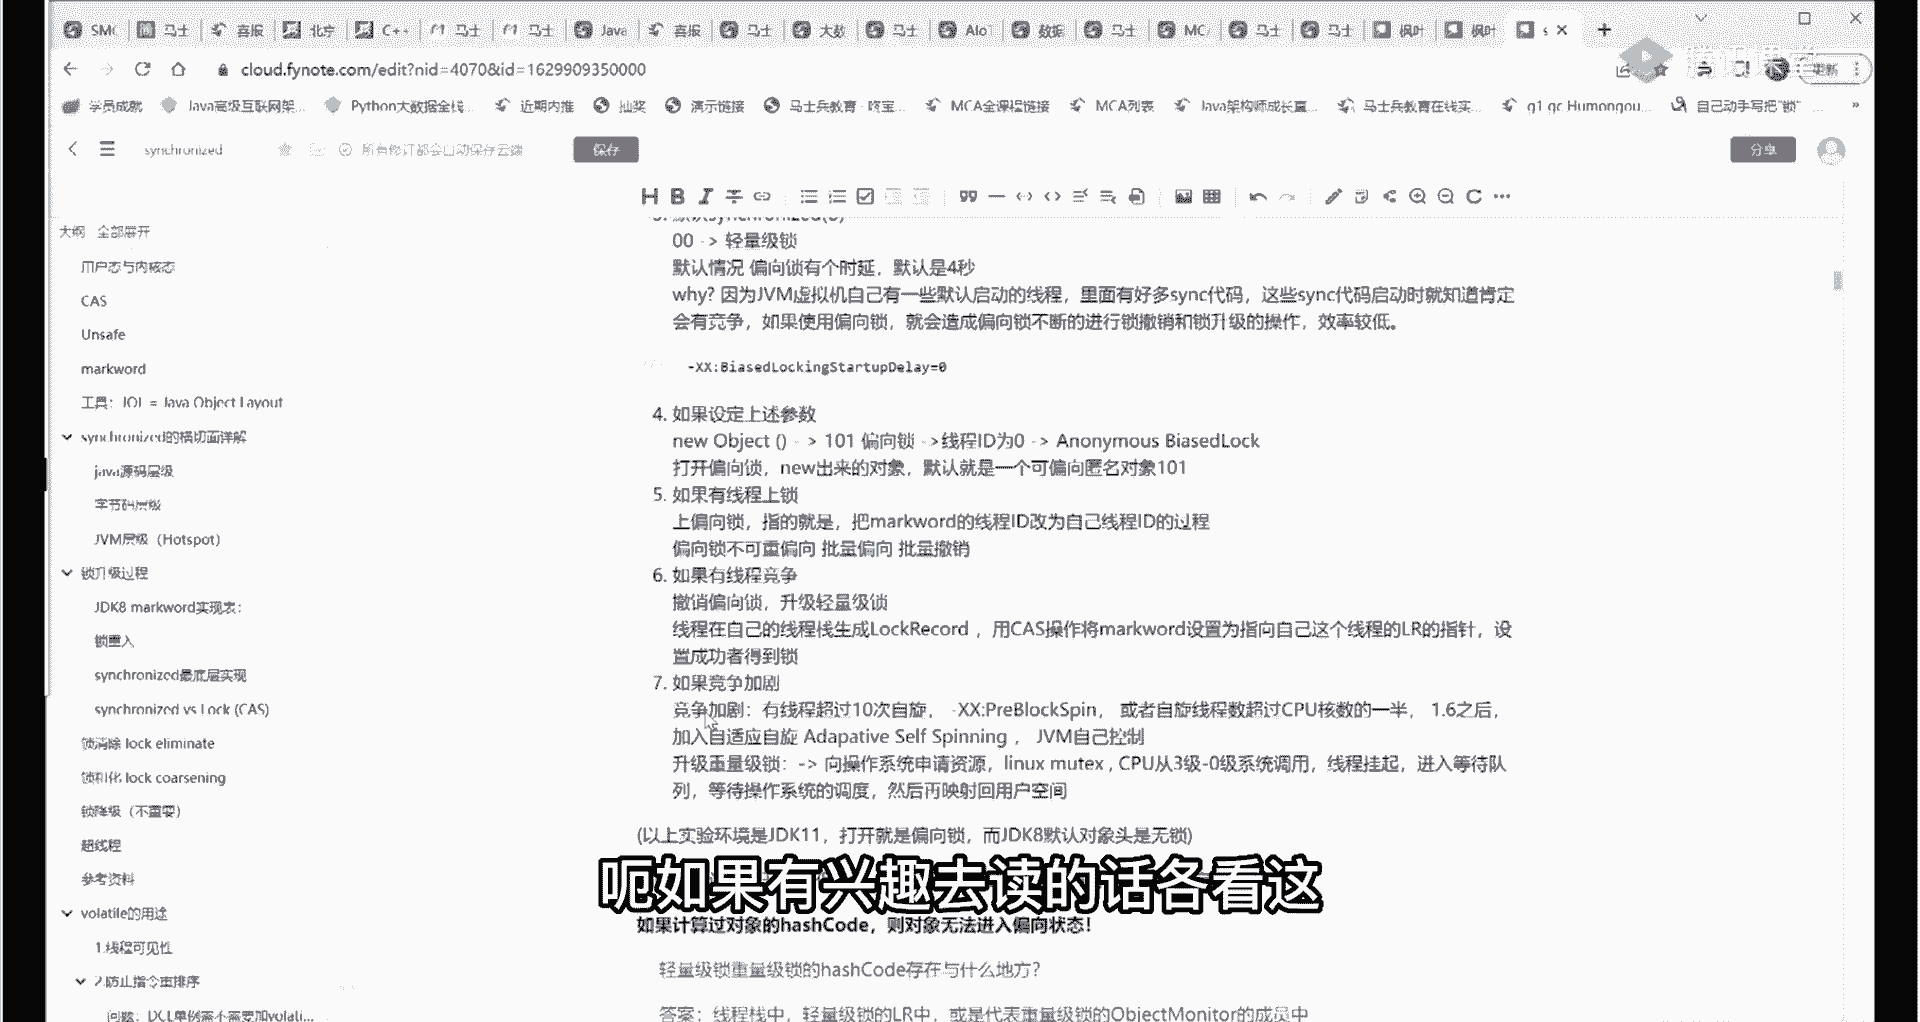 SMC 马士 喜报 北京 C++ 马士 马士 Java 喜报 马士 大数 马士 AIoT 数据 马士 MC 马士 马士 枫叶 枫叶 s
cloud.fynote.com/edit?nid=4070&id=1629909350000
更新
学员成就 Java高级互联网架... Python大数据全栈... 近期内推 抽奖 演示链接 马士兵教育 · 咚宝... MCA全课程链接 MCA列表 Java架构师成长直... 马士兵教育在线实... g1 gc Humongou... 自己动手写把"锁" ... »
synchronized 所有修订都会自动保存云端 保存 分享
大纲 全部展开
用户态与内核态
CAS
Unsafe
markword
工具：JOL = Java Object Layout
synchronized的横切面详解
java源码层级
字节码层级
JVM层级（Hotspot）
锁升级过程
JDK8 markword实现表：
锁重入
synchronized最底层实现
synchronized vs Lock (CAS)
锁消除 lock eliminate
锁粗化 lock coarsening
锁降级（不重要）
超线程
参考资料
volatile的用途
1.线程可见性
2.防止指令重排序
问题：DCL单例需不需要加volati...
3. 默认synchronized(o)
00 -> 轻量级锁
默认情况 偏向锁有个时延，默认是4秒
why? 因为JVM虚拟机自己有一些默认启动的线程，里面有好多sync代码，这些sync代码启动时就知道肯定
会有竞争，如果使用偏向锁，就会造成偏向锁不断的进行锁撤销和锁升级的操作，效率较低。
-XX:BiasedLockingStartupDelay=0
4. 如果设定上述参数
new Object () - > 101 偏向锁 ->线程ID为0 -> Anonymous BiasedLock
打开偏向锁，new出来的对象，默认就是一个可偏向匿名对象101
5. 如果有线程上锁
上偏向锁，指的就是，把markword的线程ID改为自己线程ID的过程
偏向锁不可重偏向 批量偏向 批量撤销
6. 如果有线程竞争
撤销偏向锁，升级轻量级锁
线程在自己的线程栈生成LockRecord ，用CAS操作将markword设置为指向自己这个线程的LR的指针，设
置成功者得到锁
7. 如果竞争加剧
竞争加剧：有线程超过10次自旋， -XX:PreBlockSpin， 或者自旋线程数超过CPU核数的一半， 1.6之后，
加入自适应自旋 Adapative Self Spinning ， JVM自己控制
升级重量级锁：-> 向操作系统申请资源，linux mutex , CPU从3级-0级系统调用，线程挂起，进入等待队
列，等待操作系统的调度，然后再映射回用户空间
(以上实验环境是JDK11，打开就是偏向锁，而JDK8默认对象头是无锁)
呃如果有兴趣去读的话各看这
如果计算过对象的hashCode，则对象无法进入偏向状态！
轻量级锁重量级锁的hashCode存在与什么地方？
答案：线程栈中，轻量级锁的LR中，或是代表重量级锁的ObjectMonitor的成员中